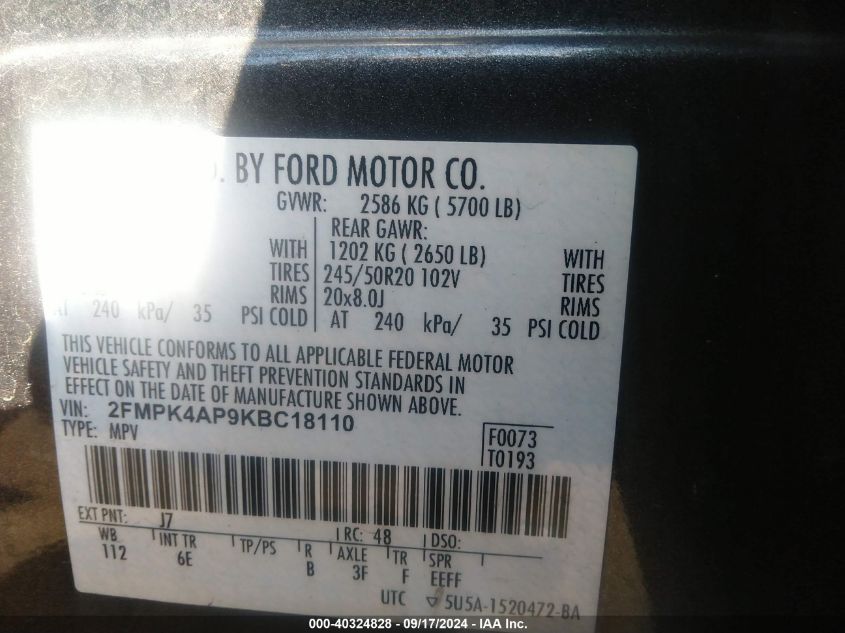 . BY FORD MOTOR CO.
GVWR: 2586 KG ( 5700 LB)
REAR GAWR:
WITH 1202 KG ( 2650 LB) WITH
TIRES 245/50R20 102V TIRES
RIMS 20x8.0J RIMS
AT 240 kPa/ 35 PSI COLD AT 240 kPa/ 35 PSI COLD
THIS VEHICLE CONFORMS TO ALL APPLICABLE FEDERAL MOTOR
VEHICLE SAFETY AND THEFT PREVENTION STANDARDS IN
EFFECT ON THE DATE OF MANUFACTURE SHOWN ABOVE.
VIN: 2FMPK4AP9KBC18110
TYPE: MPV
F0073
T0193
EXT PNT: J7 RC: 48 DSO:
WB INT TR TP/PS R AXLE TR SPR
112 6E B 3F F EEFF
UTC ▽ 5U5A-1520472-BA
000-40324828 - 09/17/2024 - IAA Inc.